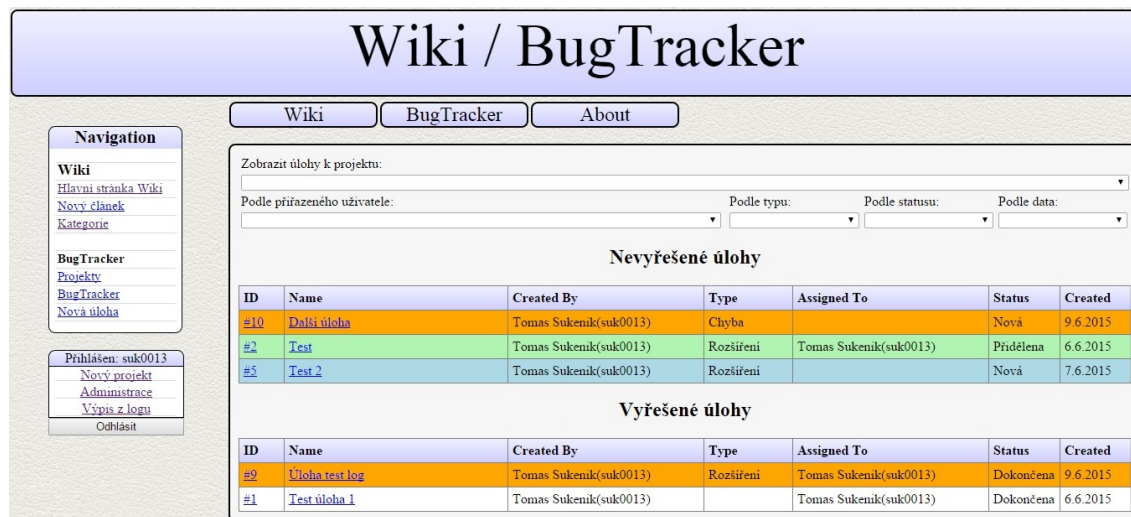 Wiki / BugTracker
Wiki BugTracker About
Navigation
Wiki
Hlavní stránka Wiki
Nový článek
Kategorie
BugTracker
Projekty
BugTracker
Nová úloha
Přihlášen: suk0013
Nový projekt
Administrace
Výpis z logu
Odhlásit
Zobrazit úlohy k projektu:
Podle přiřazeného uživatele: Podle typu: Podle statusu: Podle data:
Nevyřešené úlohy
ID Name Created By Type Assigned To Status Created
#10 Další úloha Tomas Sukenik(suk0013) Chyba Nová 9.6.2015
#2 Test Tomas Sukenik(suk0013) Rozšíření Tomas Sukenik(suk0013) Přidělena 6.6.2015
#5 Test 2 Tomas Sukenik(suk0013) Rozšíření Nová 7.6.2015
Vyřešené úlohy
ID Name Created By Type Assigned To Status Created
#9 Úloha test log Tomas Sukenik(suk0013) Rozšíření Tomas Sukenik(suk0013) Dokončena 9.6.2015
#1 Test úloha 1 Tomas Sukenik(suk0013) Tomas Sukenik(suk0013) Dokončena 6.6.2015